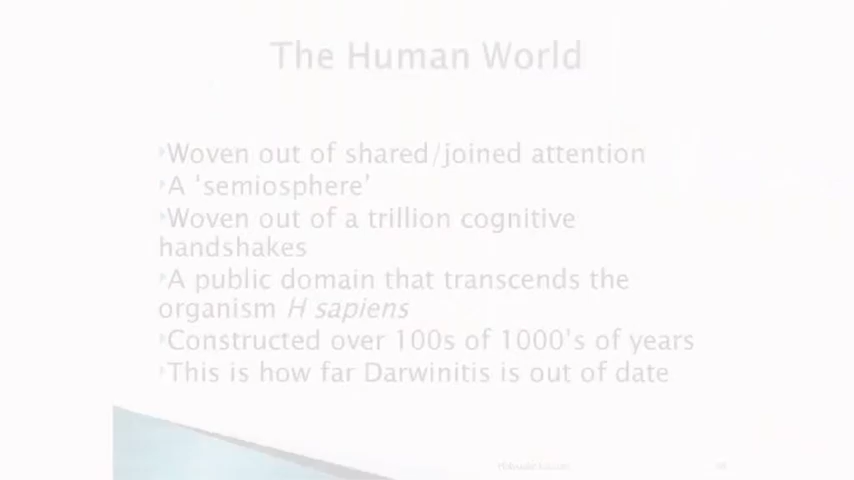 The Human World
Woven out of shared/joined attention
A 'semiosphere'
Woven out of a trillion cognitive
handshakes
A public domain that transcends the
organism H sapiens
Constructed over 100s of 1000's of years
This is how far Darwinitis is out of date